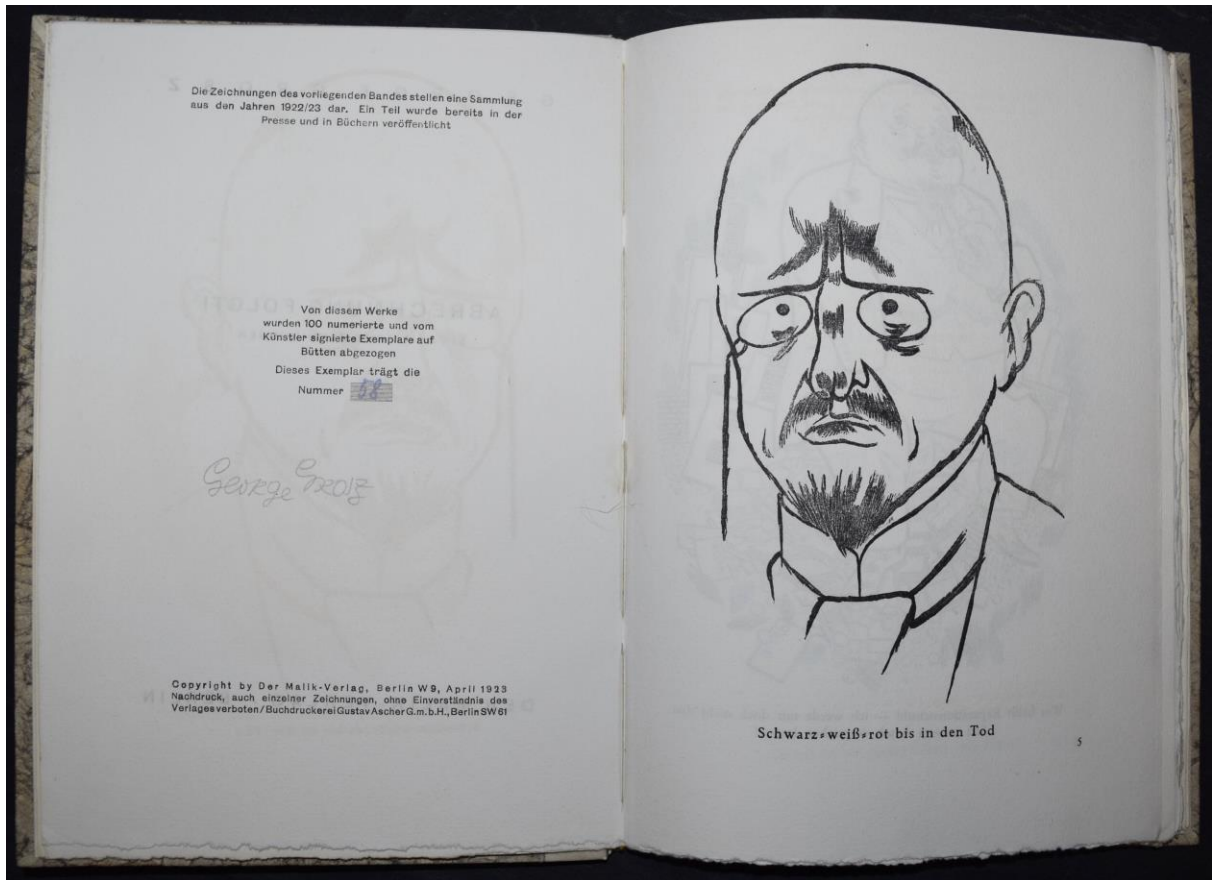 Die Zeichnungen des vorliegenden Bandes stellen eine Sammlung
aus den Jahren 1922/23 dar. Ein Teil wurde bereits in der
Presse und in Büchern veröffentlicht
Von diesem Werke
wurden 100 numerierte und vom
Künstler signierte Exemplare auf
Bütten abgezogen
Dieses Exemplar trägt die
Nummer 58
George Grosz
Copyright by Der Malik-Verlag, Berlin W9, April 1923
Nachdruck, auch einzelner Zeichnungen, ohne Einverständnis des
Verlages verboten / Buchdruckerei Gustav Ascher G.m.b.H., Berlin SW 61
Schwarz-weiß-rot bis in den Tod
5